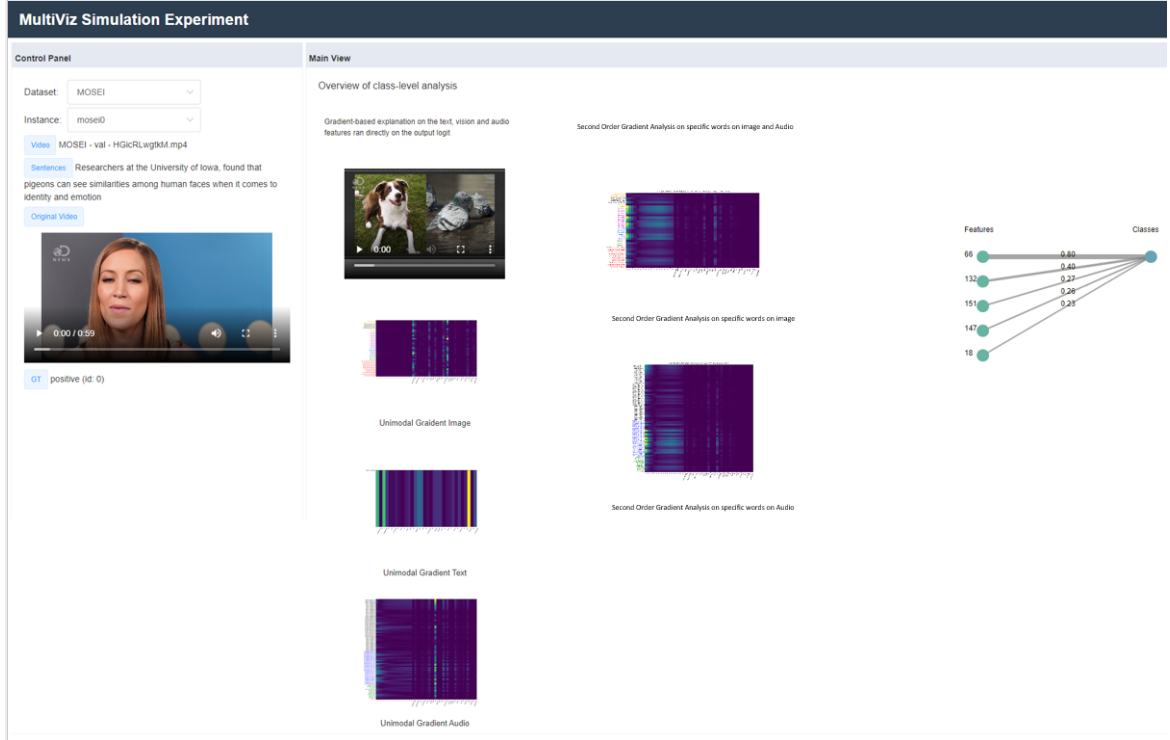 MultiViz Simulation Experiment
Control Panel
Main View
Dataset:
MOSEI
Instance:
mosei0
Video
MOSEI - val - HGicRLwgtkM.mp4
Sentences
Researchers at the University of Iowa, found that
pigeons can see similarities among human faces when it comes to
identity and emotion
Original Video
NEWS
0:00 / 0:59
GT
positive (id: 0)
Overview of class-level analysis
Gradient-based explanation on the text, vision and audio
features ran directly on the output logit
0:00
Unimodal Graident Image
Unimodal Gradient Text
Unimodal Gradient Audio
Second Order Gradient Analysis on specific words on image and Audio
Second Order Gradient Analysis on specific words on image
Second Order Gradient Analysis on specific words on Audio
Features
Classes
66
0.80
132
0.40
151
0.27
147
0.26
18
0.23